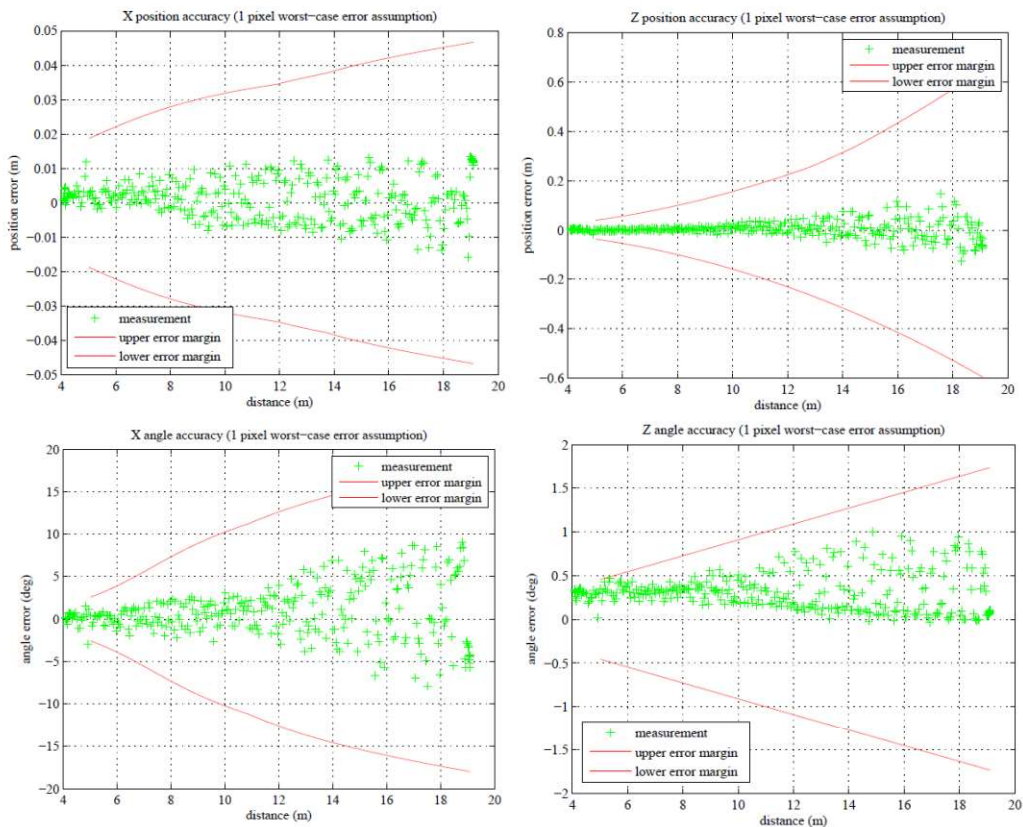 X position accuracy (1 pixel worst−case error assumption)
0.05
0.04
0.03
0.02
0.01
0
−0.01
−0.02
−0.03
−0.04
−0.05
position error (m)
measurement
upper error margin
lower error margin
4 6 8 10 12 14 16 18 20
distance (m)
Z position accuracy (1 pixel worst−case error assumption)
0.8
0.6
0.4
0.2
0
−0.2
−0.4
−0.6
position error (m)
measurement
upper error margin
lower error margin
4 6 8 10 12 14 16 18 20
distance (m)
X angle accuracy (1 pixel worst−case error assumption)
20
15
10
5
0
−5
−10
−15
−20
angle error (deg)
measurement
upper error margin
lower error margin
4 6 8 10 12 14 16 18 20
distance (m)
Z angle accuracy (1 pixel worst−case error assumption)
2
1.5
1
0.5
0
−0.5
−1
−1.5
−2
angle error (deg)
measurement
upper error margin
lower error margin
4 6 8 10 12 14 16 18 20
distance (m)